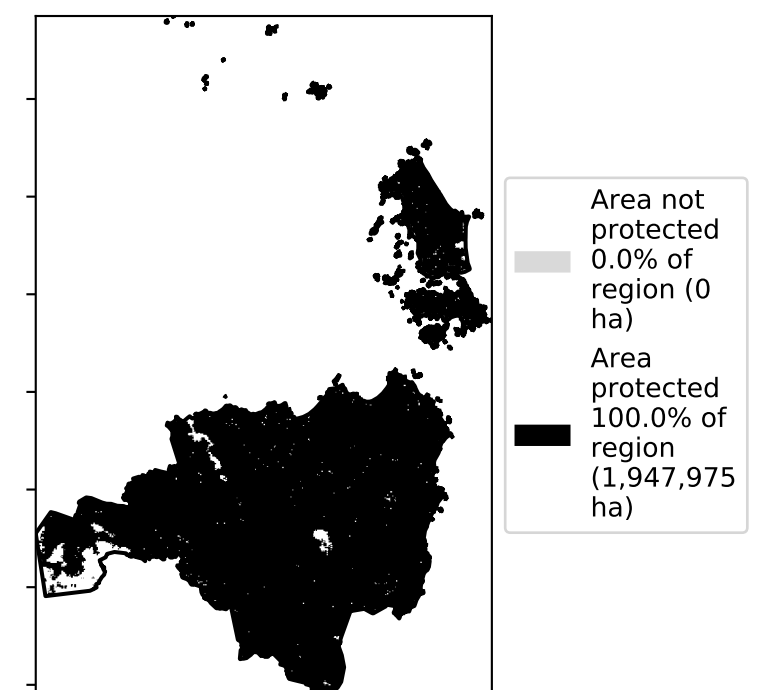 Area not
protected
0.0% of
region (0
ha)
Area
protected
100.0% of
region
(1,947,975
ha)